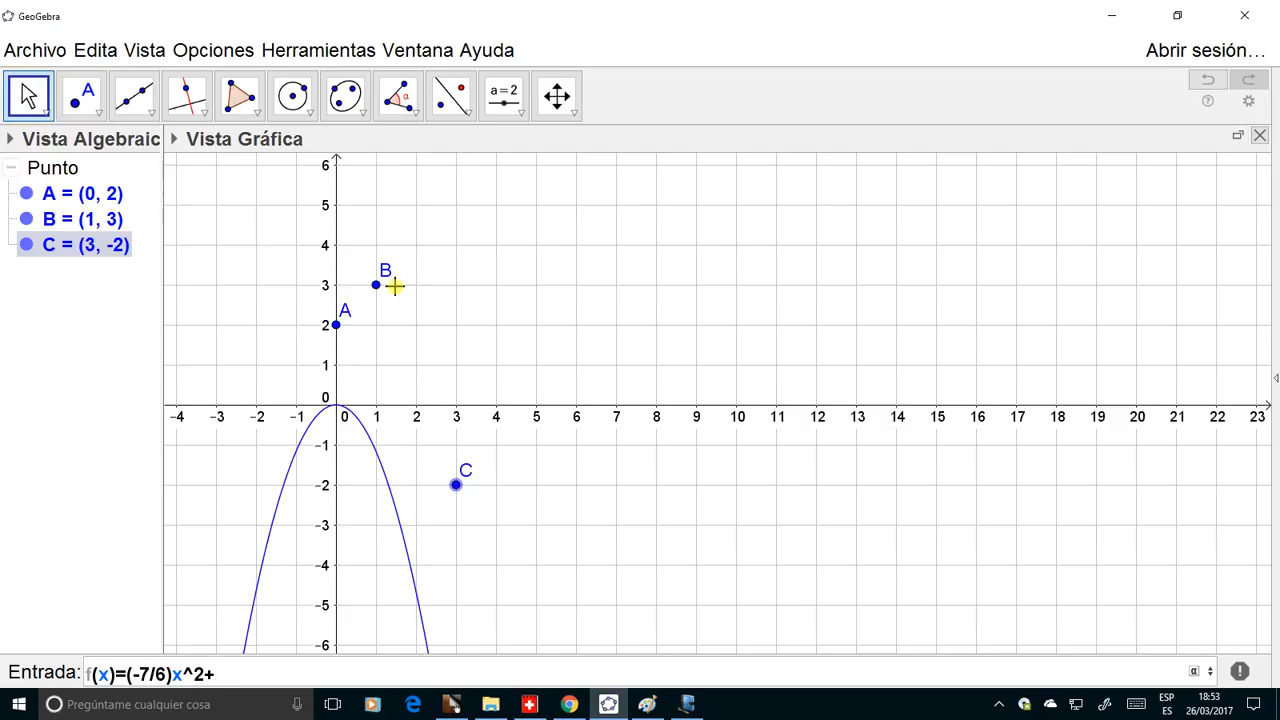 GeoGebra
Archivo Edita Vista Opciones Herramientas Ventana Ayuda
Abrir sesión…
A
α
a = 2
Vista Algebraic
Vista Gráfica
Punto
A = (0, 2)
B = (1, 3)
C = (3, -2)
6
5
4
3
2
1
0
−1
−2
−3
−4
−5
−6
−4 −3 −2 −1 0 1 2 3 4 5 6 7 8 9 10 11 12 13 14 15 16 17 18 19 20 21 22 23
B
A
C
Entrada: f(x)=(-7/6)x^2+
α
Pregúntame cualquier cosa
ESP
ES
18:53
26/03/2017